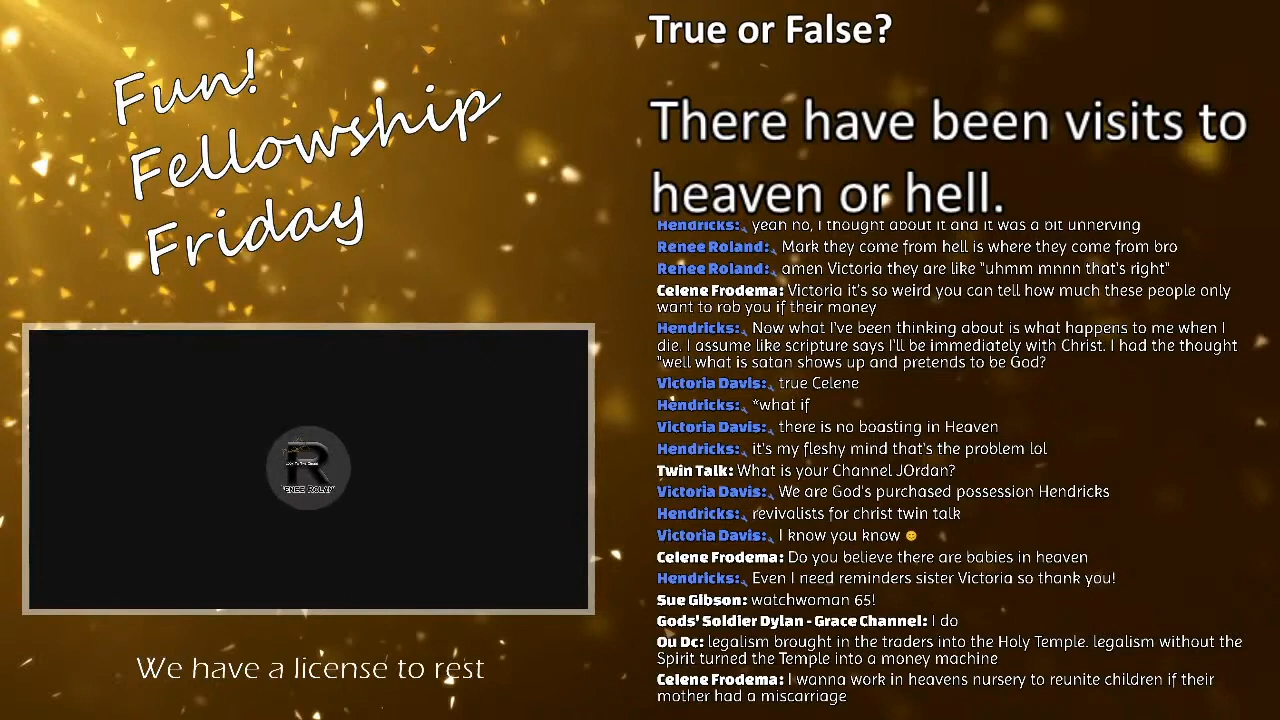 Fun!
Fellowship
Friday
LOOK TO THE CROSS
RENEE ROLAND
We have a license to rest
True or False?
There have been visits to
heaven or hell.
Hendricks: yeah no, I thought about it and it was a bit unnerving
Renee Roland: Mark they come from hell is where they come from bro
Renee Roland: amen Victoria they are like "uhmm mnnn that's right"
Celene Frodema: Victoria it's so weird you can tell how much these people only
want to rob you if their money
Hendricks: Now what I've been thinking about is what happens to me when I
die. I assume like scripture says I'll be immediately with Christ. I had the thought
"well what is satan shows up and pretends to be God?
Victoria Davis: true Celene
Hendricks: *what if
Victoria Davis: there is no boasting in Heaven
Hendricks: it's my fleshy mind that's the problem lol
Twin Talk: What is your Channel JOrdan?
Victoria Davis: We are God's purchased possession Hendricks
Hendricks: revivalists for christ twin talk
Victoria Davis: I know you know 😊
Celene Frodema: Do you believe there are babies in heaven
Hendricks: Even I need reminders sister Victoria so thank you!
Sue Gibson: watchwoman 65!
Gods' Soldier Dylan - Grace Channel: I do
Ou Dc: legalism brought in the traders into the Holy Temple. legalism without the
Spirit turned the Temple into a money machine
Celene Frodema: I wanna work in heavens nursery to reunite children if their
mother had a miscarriage